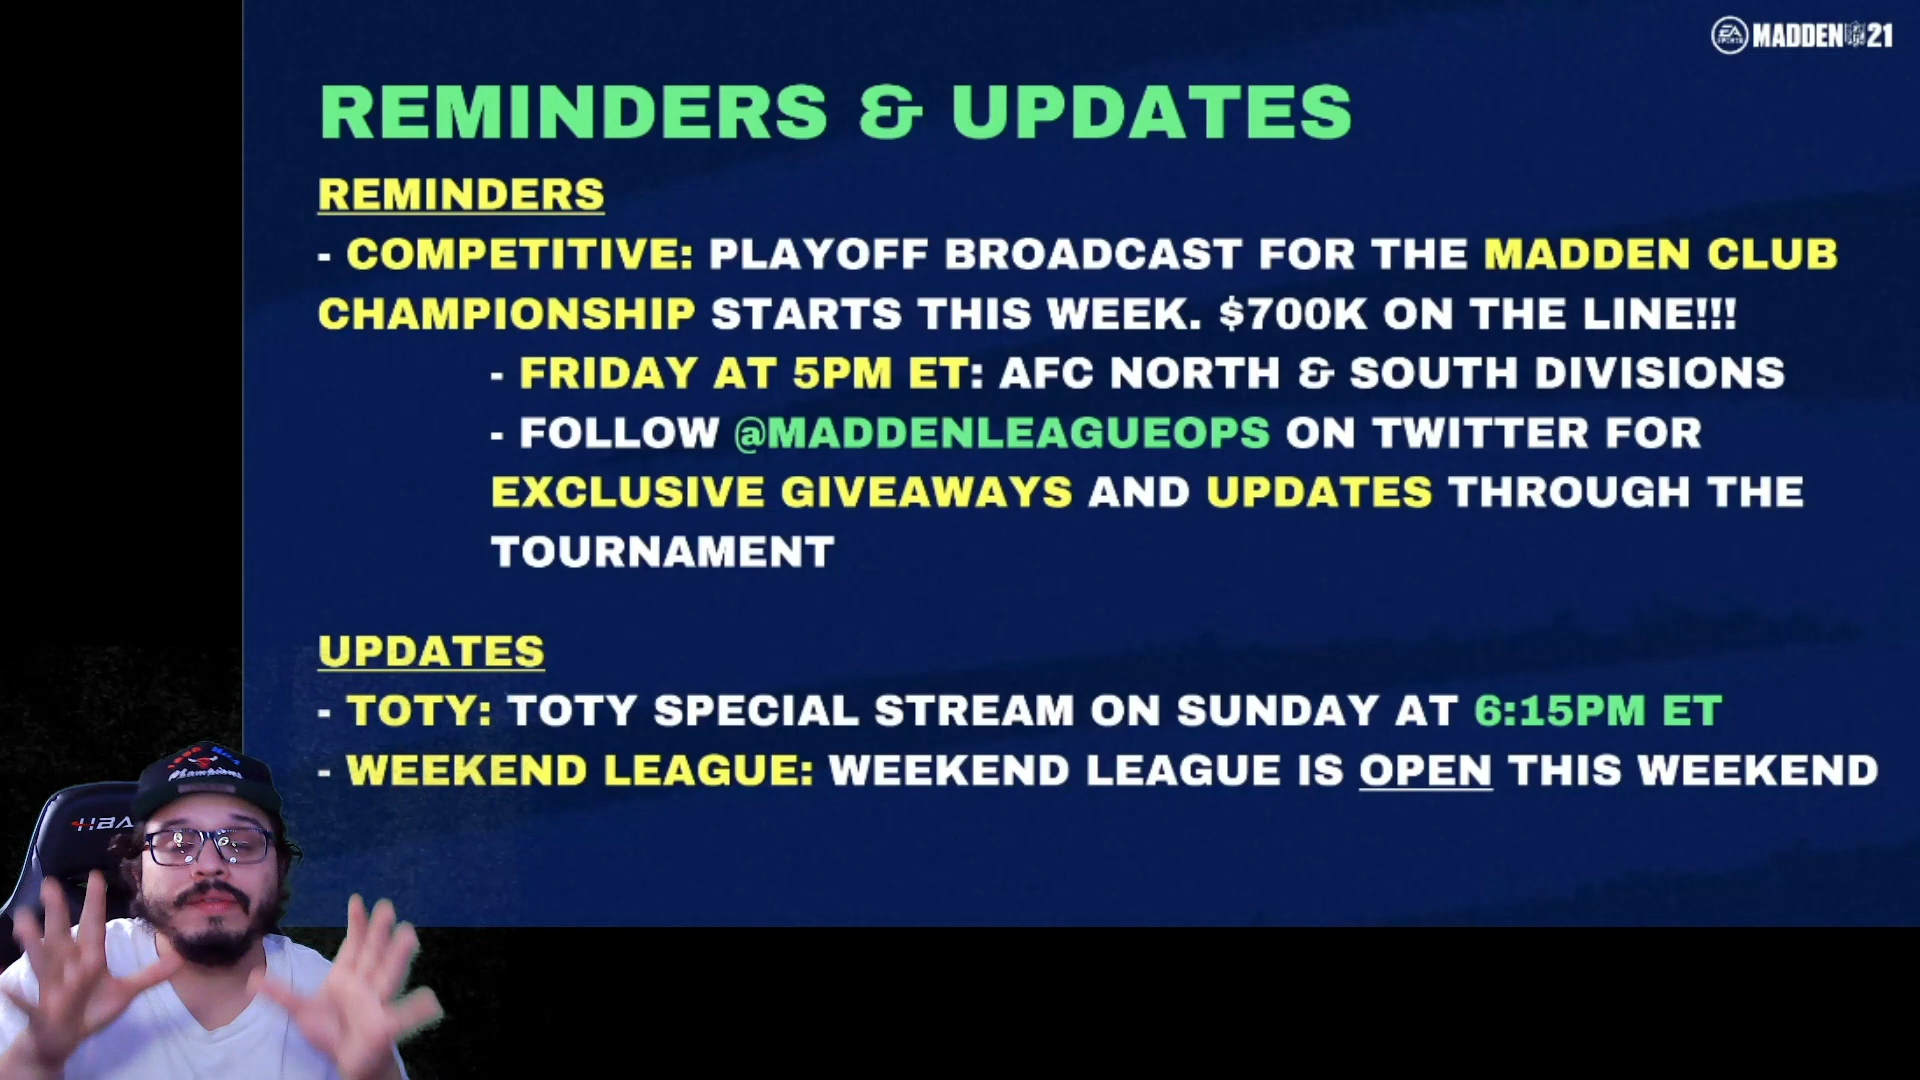 EA SPORTS MADDEN NFL 21
REMINDERS & UPDATES
REMINDERS
- COMPETITIVE: PLAYOFF BROADCAST FOR THE MADDEN CLUB
CHAMPIONSHIP STARTS THIS WEEK. $700K ON THE LINE!!!
- FRIDAY AT 5PM ET: AFC NORTH & SOUTH DIVISIONS
- FOLLOW @MADDENLEAGUEOPS ON TWITTER FOR
EXCLUSIVE GIVEAWAYS AND UPDATES THROUGH THE
TOURNAMENT
UPDATES
- TOTY: TOTY SPECIAL STREAM ON SUNDAY AT 6:15PM ET
- WEEKEND LEAGUE: WEEKEND LEAGUE IS OPEN THIS WEEKEND